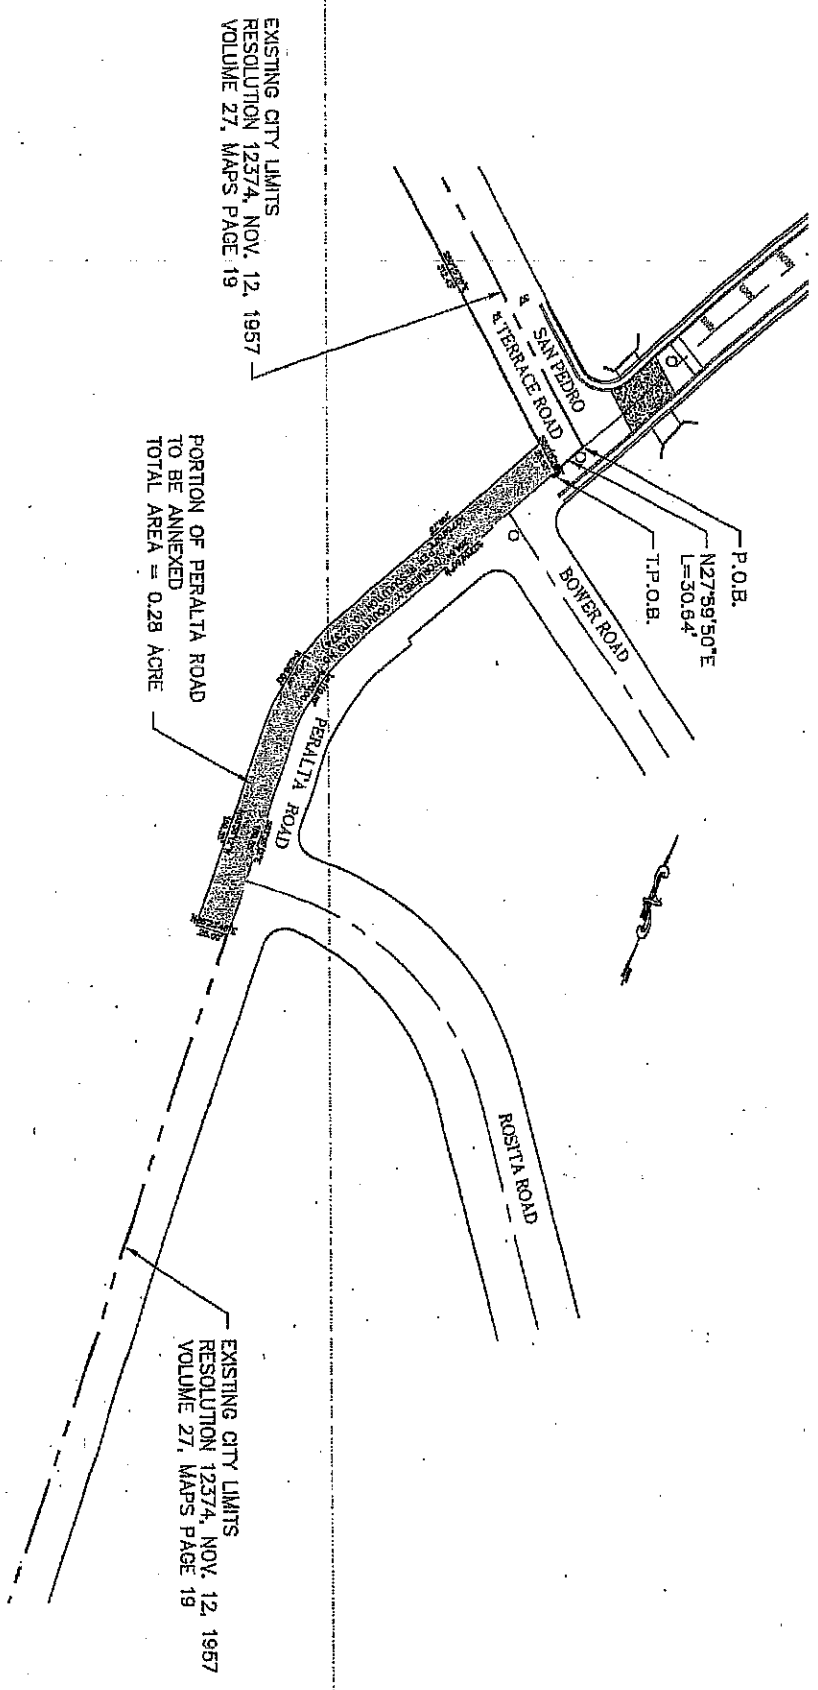 EXISTING CITY LIMITS
RESOLUTION 12374, NOV. 12, 1957
VOLUME 27, MAPS PAGE 19
SAN PEDRO
TERRACE ROAD
P.O.B.
N27°59'50"E
L=30.64'
T.P.O.B.
BOWER ROAD
PORTION OF PERALTA ROAD
TO BE ANNEXED
TOTAL AREA = 0.28 ACRE
PERALTA ROAD
ROSITA ROAD
EXISTING CITY LIMITS
RESOLUTION 12374, NOV. 12, 1957
VOLUME 27, MAPS PAGE 19